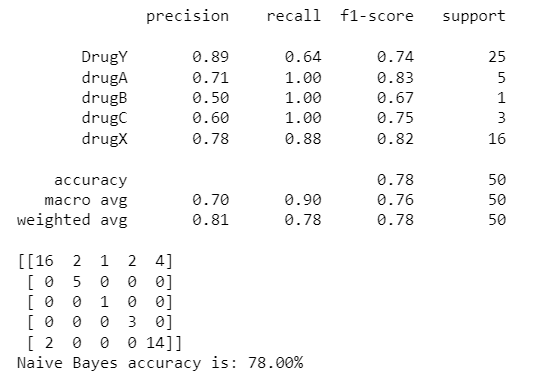 precision recall f1-score support
DrugY 0.89 0.64 0.74 25
drugA 0.71 1.00 0.83 5
drugB 0.50 1.00 0.67 1
drugC 0.60 1.00 0.75 3
drugX 0.78 0.88 0.82 16
accuracy 0.78 50
macro avg 0.70 0.90 0.76 50
weighted avg 0.81 0.78 0.78 50
[[16 2 1 2 4]
[ 0 5 0 0 0]
[ 0 0 1 0 0]
[ 0 0 0 3 0]
[ 2 0 0 0 14]]
Naive Bayes accuracy is: 78.00%